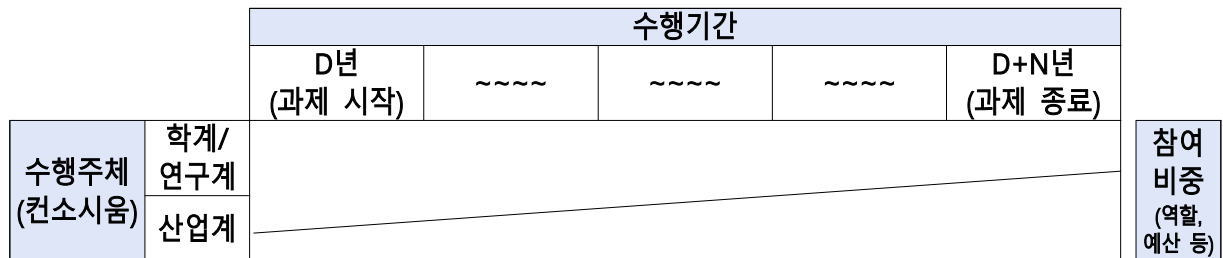 수행기간
D년
(과제 시작)
~~~~
~~~~
~~~~
D+N년
(과제 종료)
수행주체
(컨소시움)
학계/
연구계
산업계
참여
비중
(역할,
예산 등)